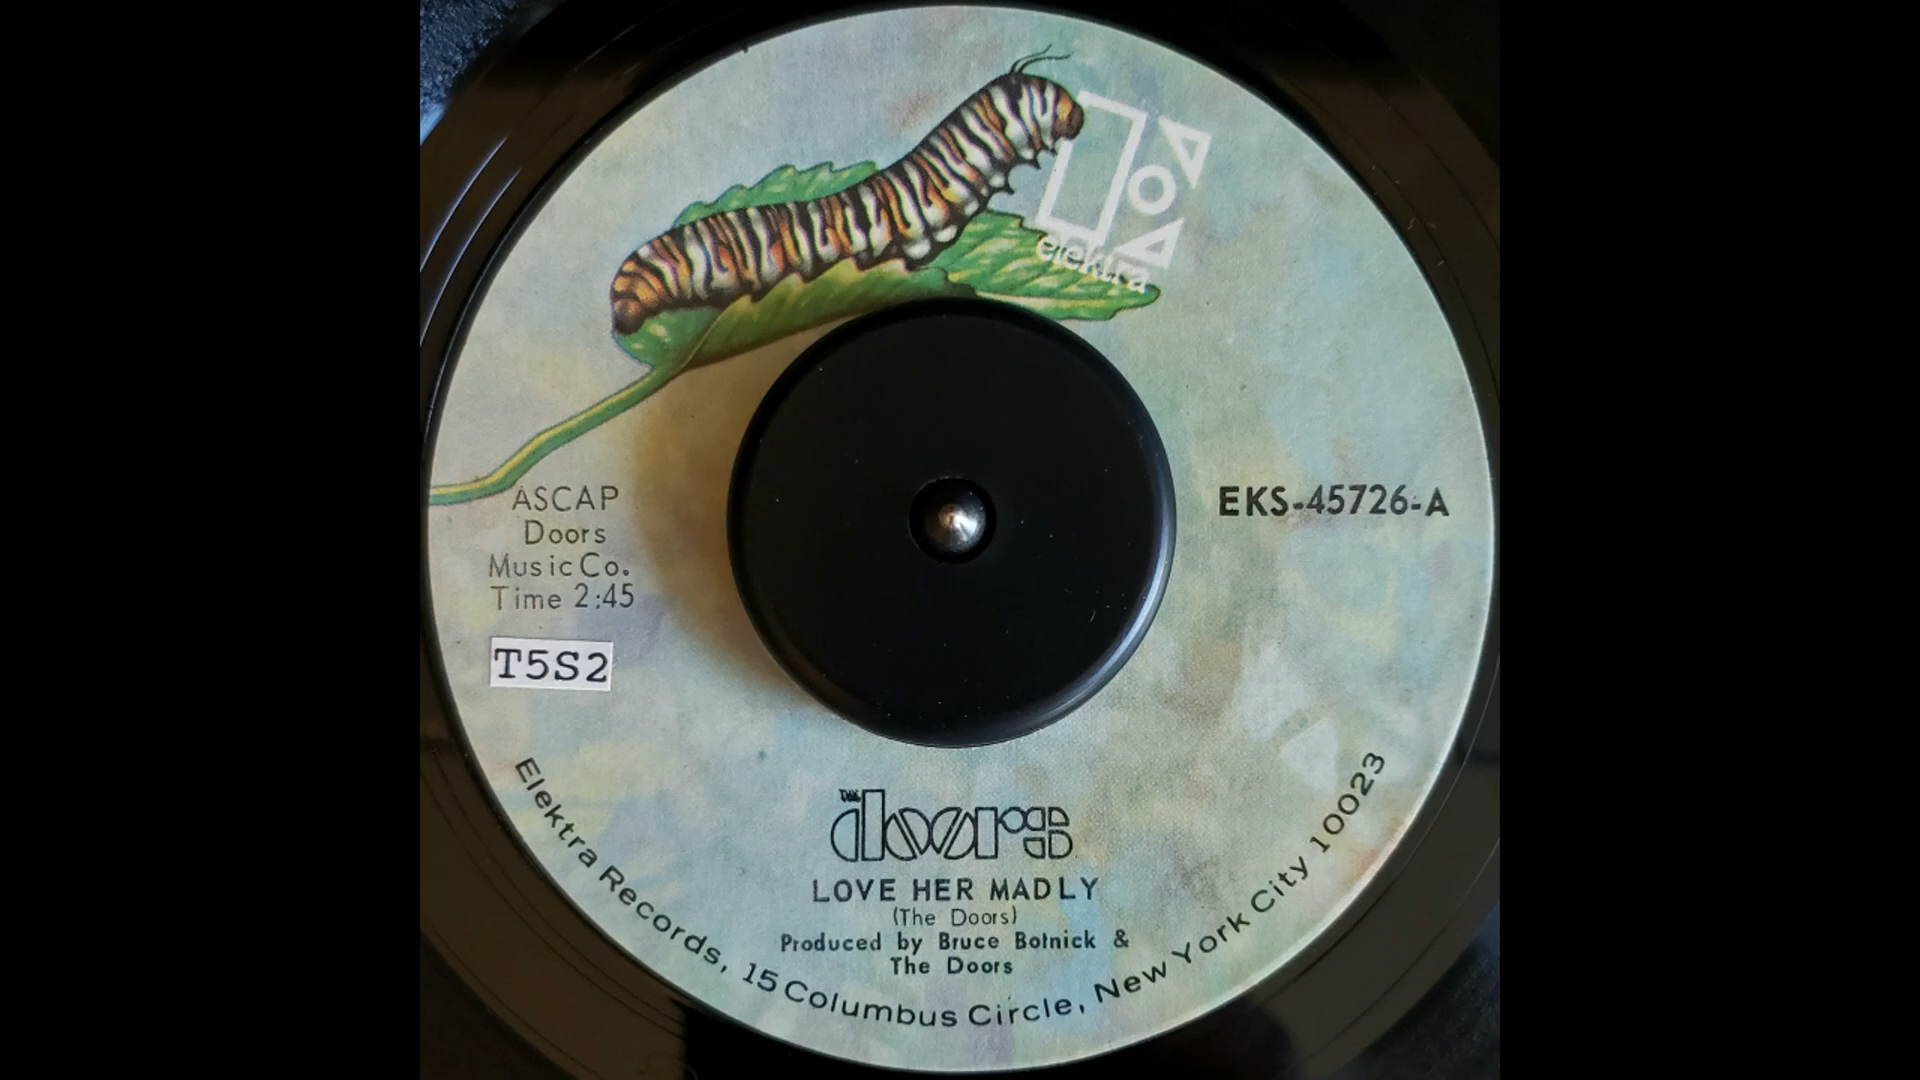 elektra
ASCAP
Doors
Music Co.
Time 2:45
EKS-45726-A
T5S2
THE doors
LOVE HER MADLY
(The Doors)
Produced by Bruce Botnick &
The Doors
Elektra Records, 15 Columbus Circle, New York City 10023